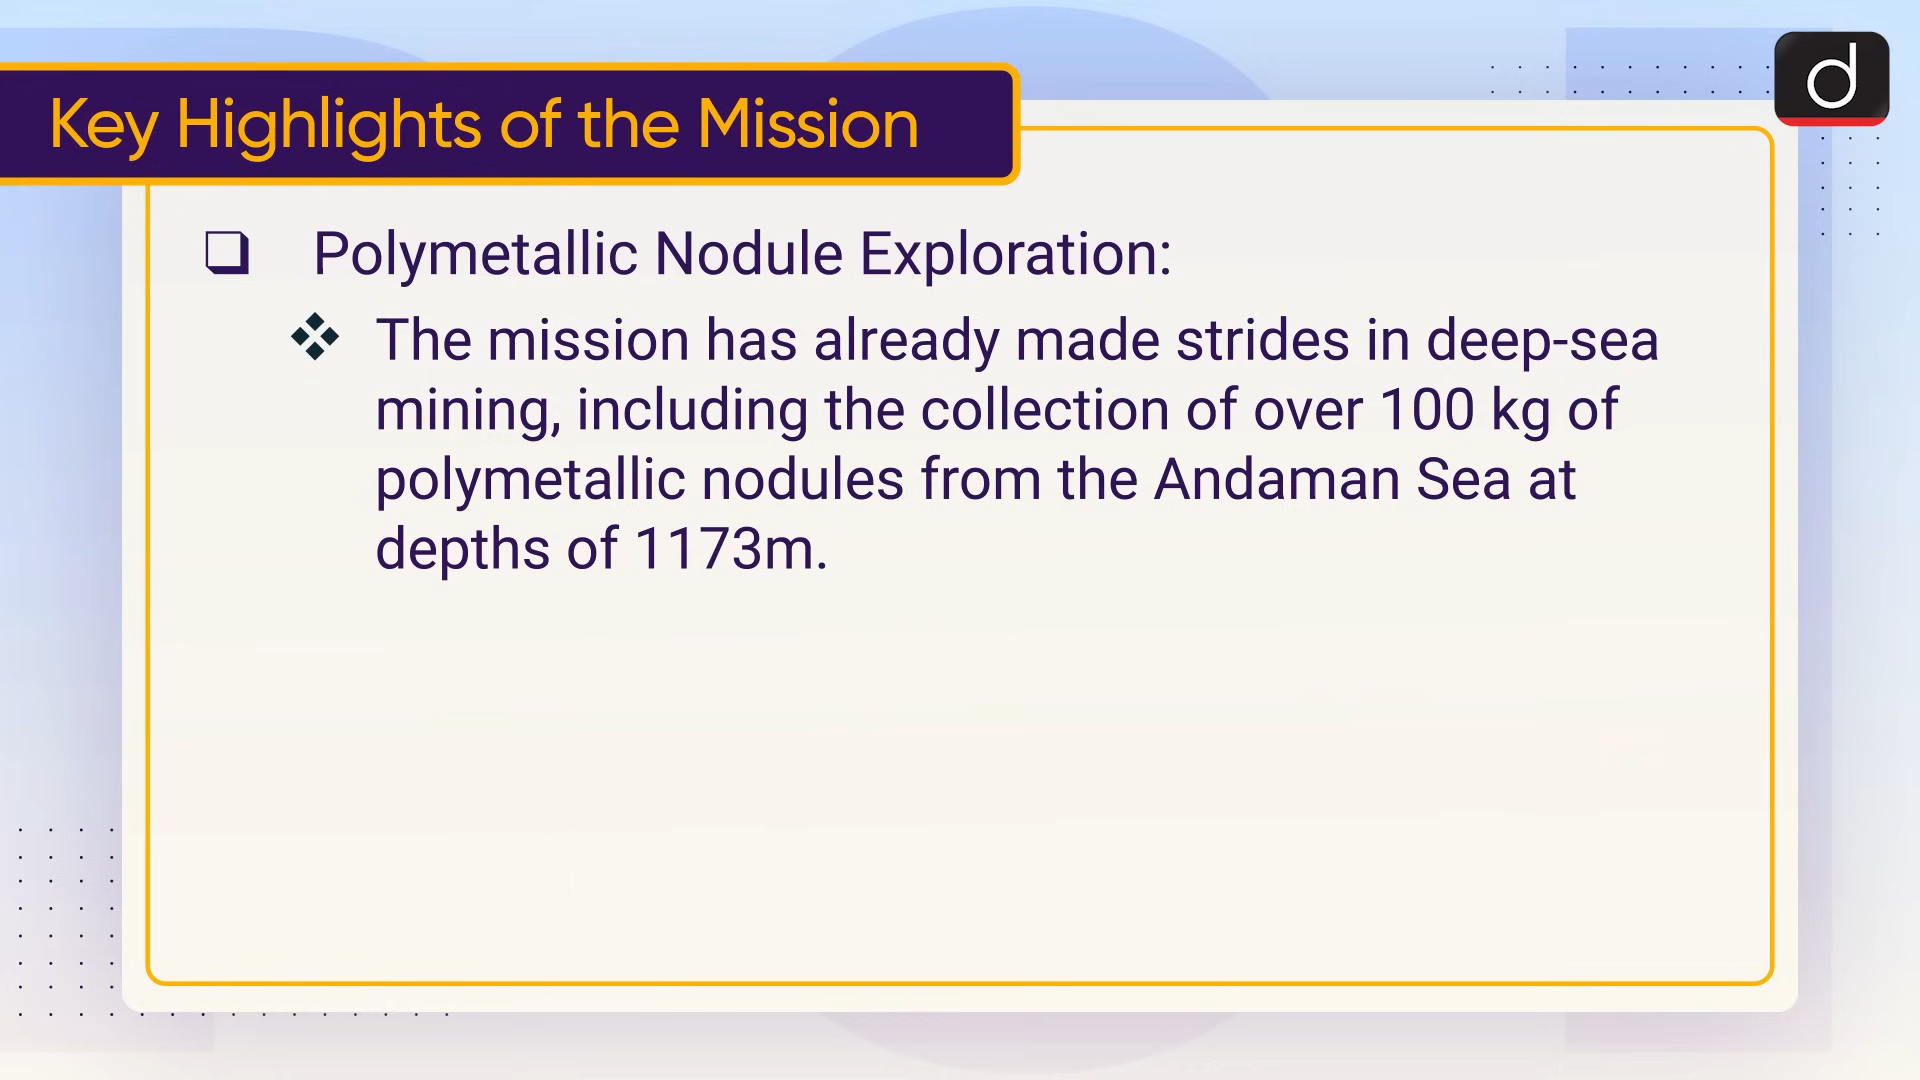 Key Highlights of the Mission
d
❑ Polymetallic Nodule Exploration:
❖ The mission has already made strides in deep-sea
mining, including the collection of over 100 kg of
polymetallic nodules from the Andaman Sea at
depths of 1173m.